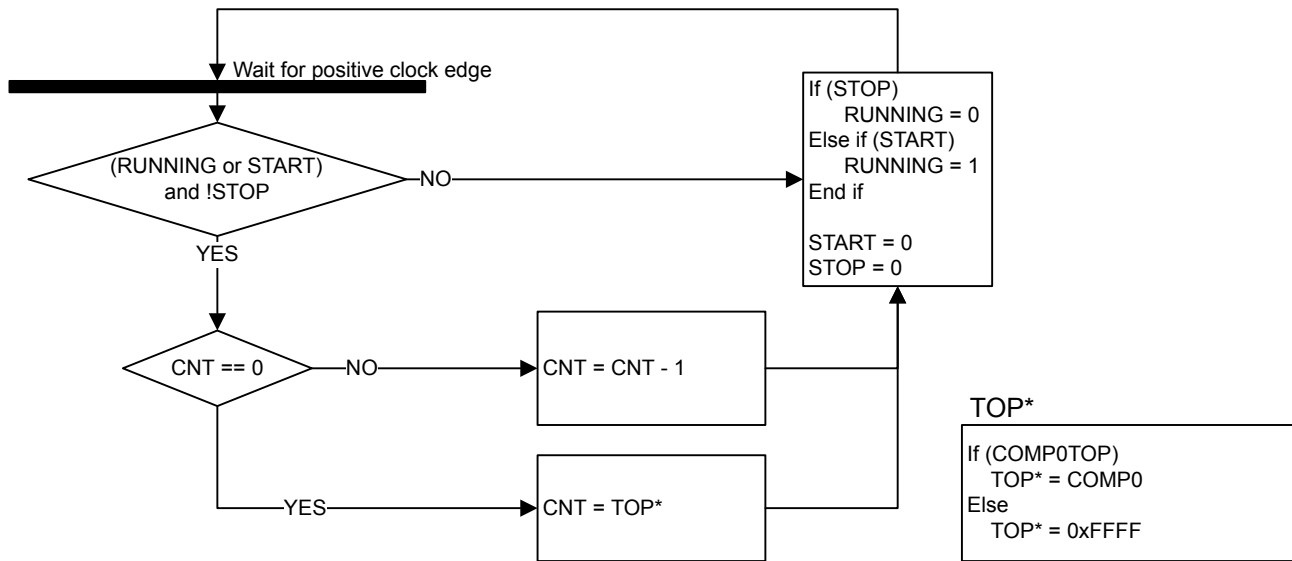 Wait for positive clock edge
(RUNNING or START)
and !STOP
NO
If (STOP)
RUNNING = 0
Else if (START)
RUNNING = 1
End if
START = 0
STOP = 0
YES
CNT == 0
NO
CNT = CNT - 1
YES
CNT = TOP*
TOP*
If (COMP0TOP)
TOP* = COMP0
Else
TOP* = 0xFFFF